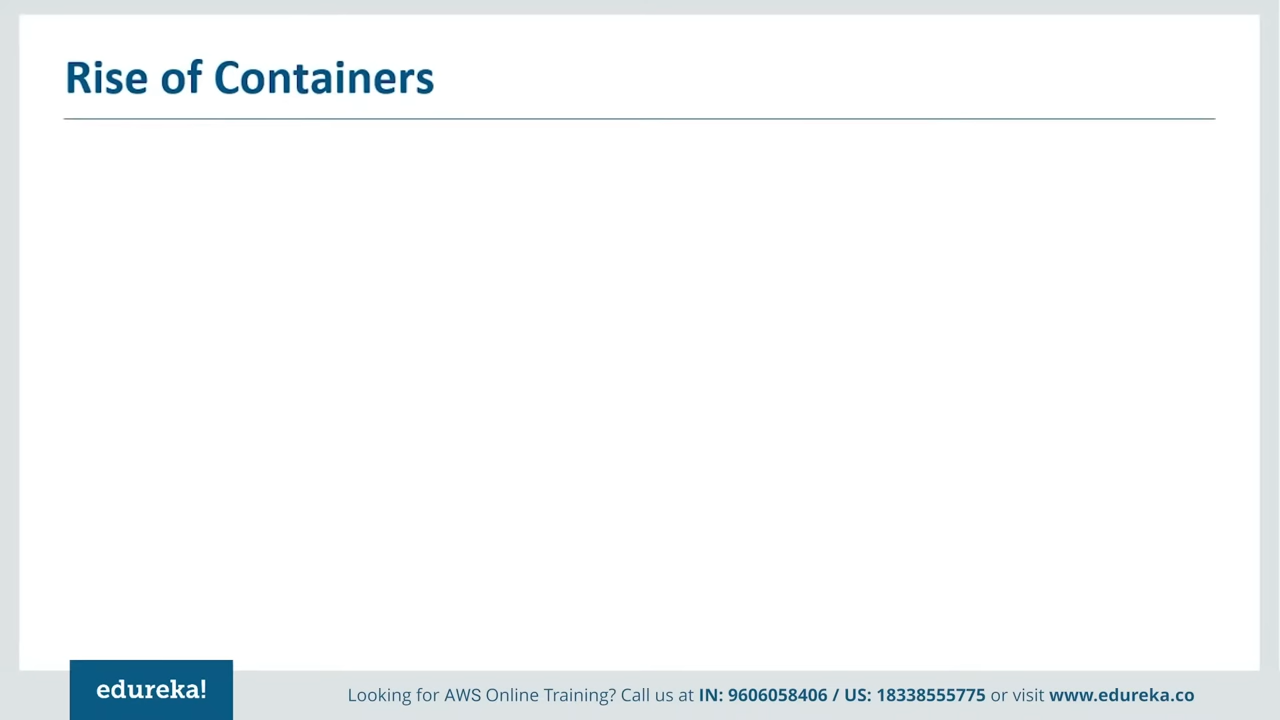 Rise of Containers
edureka!
Looking for AWS Online Training? Call us at IN: 9606058406 / US: 18338555775 or visit www.edureka.co